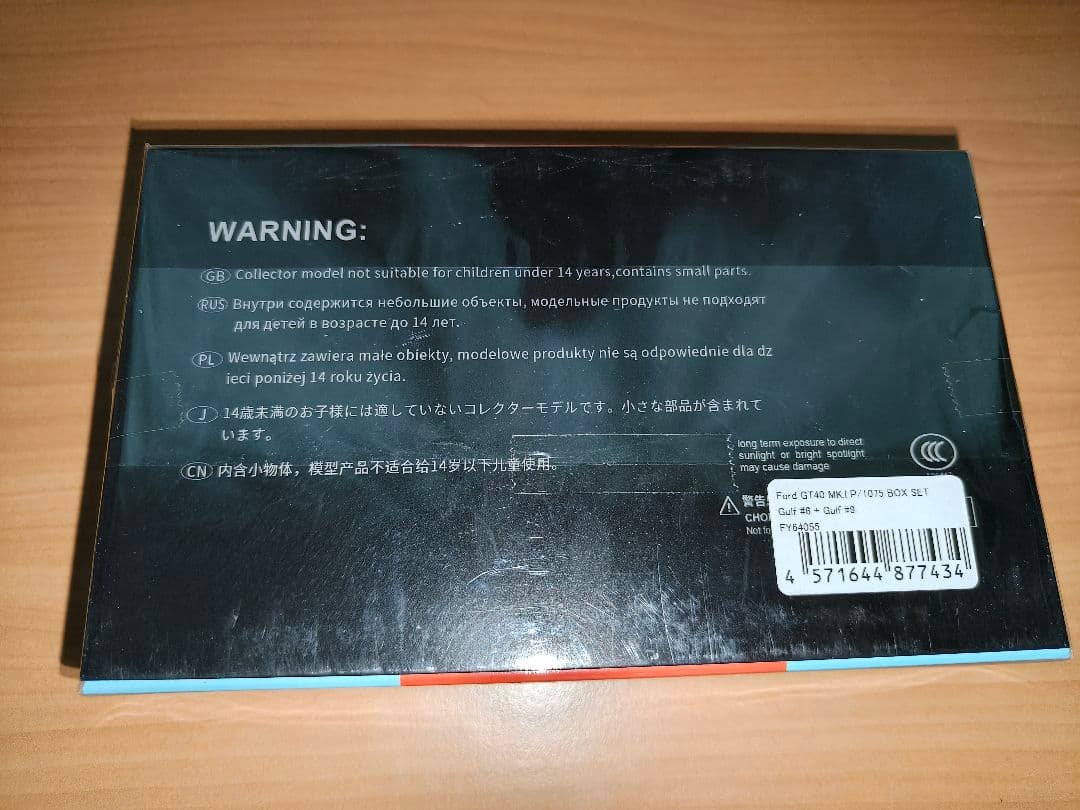 WARNING:
GB Collector model not suitable for children under 14 years,contains small parts.
RUS Внутри содержится небольшие объекты, модельные продукты не подходят
для детей в возрасте до 14 лет.
PL Wewnątrz zawiera małe obiekty, modelowe produkty nie są odpowiednie dla dz
ieci poniżej 14 roku życia.
J 14歳未満のお子様には適していないコレクターモデルです。小さな部品が含まれて
います。
CN 内含小物体，模型产品不适合给14岁以下儿童使用。
long term exposure to direct
sunlight or bright spotlight
may cause damage
警告
CHO
Not fo
Ford GT40 MK.I P/1075 BOX SET
Gulf #6 + Gulf #9
FY64055
4 571644 877434